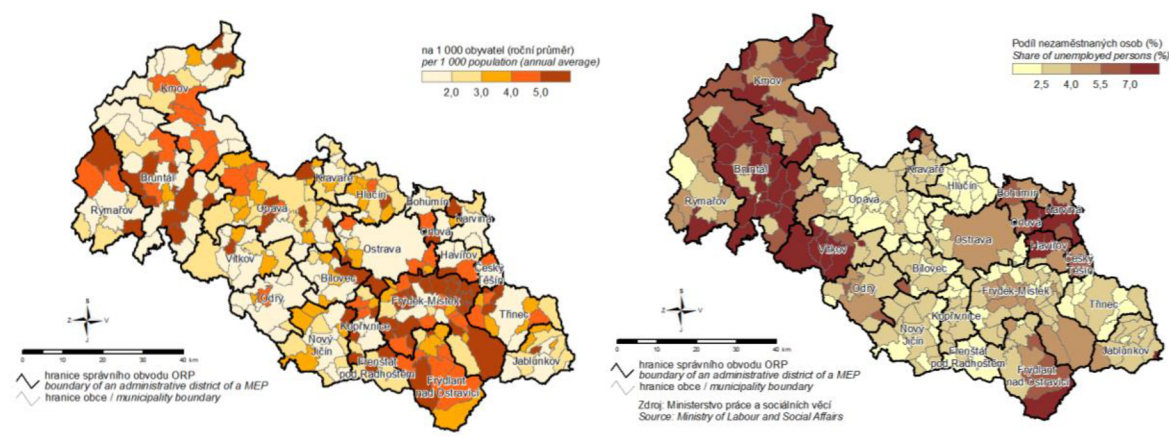 na 1 000 obyvatel (roční průměr)
per 1 000 population (annual average)
2,0 3,0 4,0 5,0
Krnov
Bruntál
Rýmařov
Opava
Kravaře
Hlučín
Bohumín
Karviná
Orlová
Ostrava
Havířov
Český
Těšín
Vítkov
Bílovec
Odry
Frýdek-Místek
Třinec
Kopřivnice
Nový
Jičín
Jablunkov
Frenštát
pod Radhoštěm
Frýdlant
nad Ostravicí
S
Z V
J
0 10 20 30 40 km
hranice správního obvodu ORP
boundary of an administrative district of a MEP
hranice obce / municipality boundary
Podíl nezaměstnaných osob (%)
Share of unemployed persons (%)
2,5 4,0 5,5 7,0
Krnov
Bruntál
Rýmařov
Opava
Kravaře
Hlučín
Bohumín
Karviná
Orlová
Ostrava
Havířov
Český
Těšín
Vítkov
Bílovec
Odry
Frýdek-Místek
Třinec
Kopřivnice
Nový
Jičín
Jablunkov
Frenštát
pod Radhoštěm
Frýdlant
nad Ostravicí
S
Z V
J
0 10 20 30 40 km
hranice správního obvodu ORP
boundary of an administrative district of a MEP
hranice obce / municipality boundary
Zdroj: Ministerstvo práce a sociálních věcí
Source: Ministry of Labour and Social Affairs